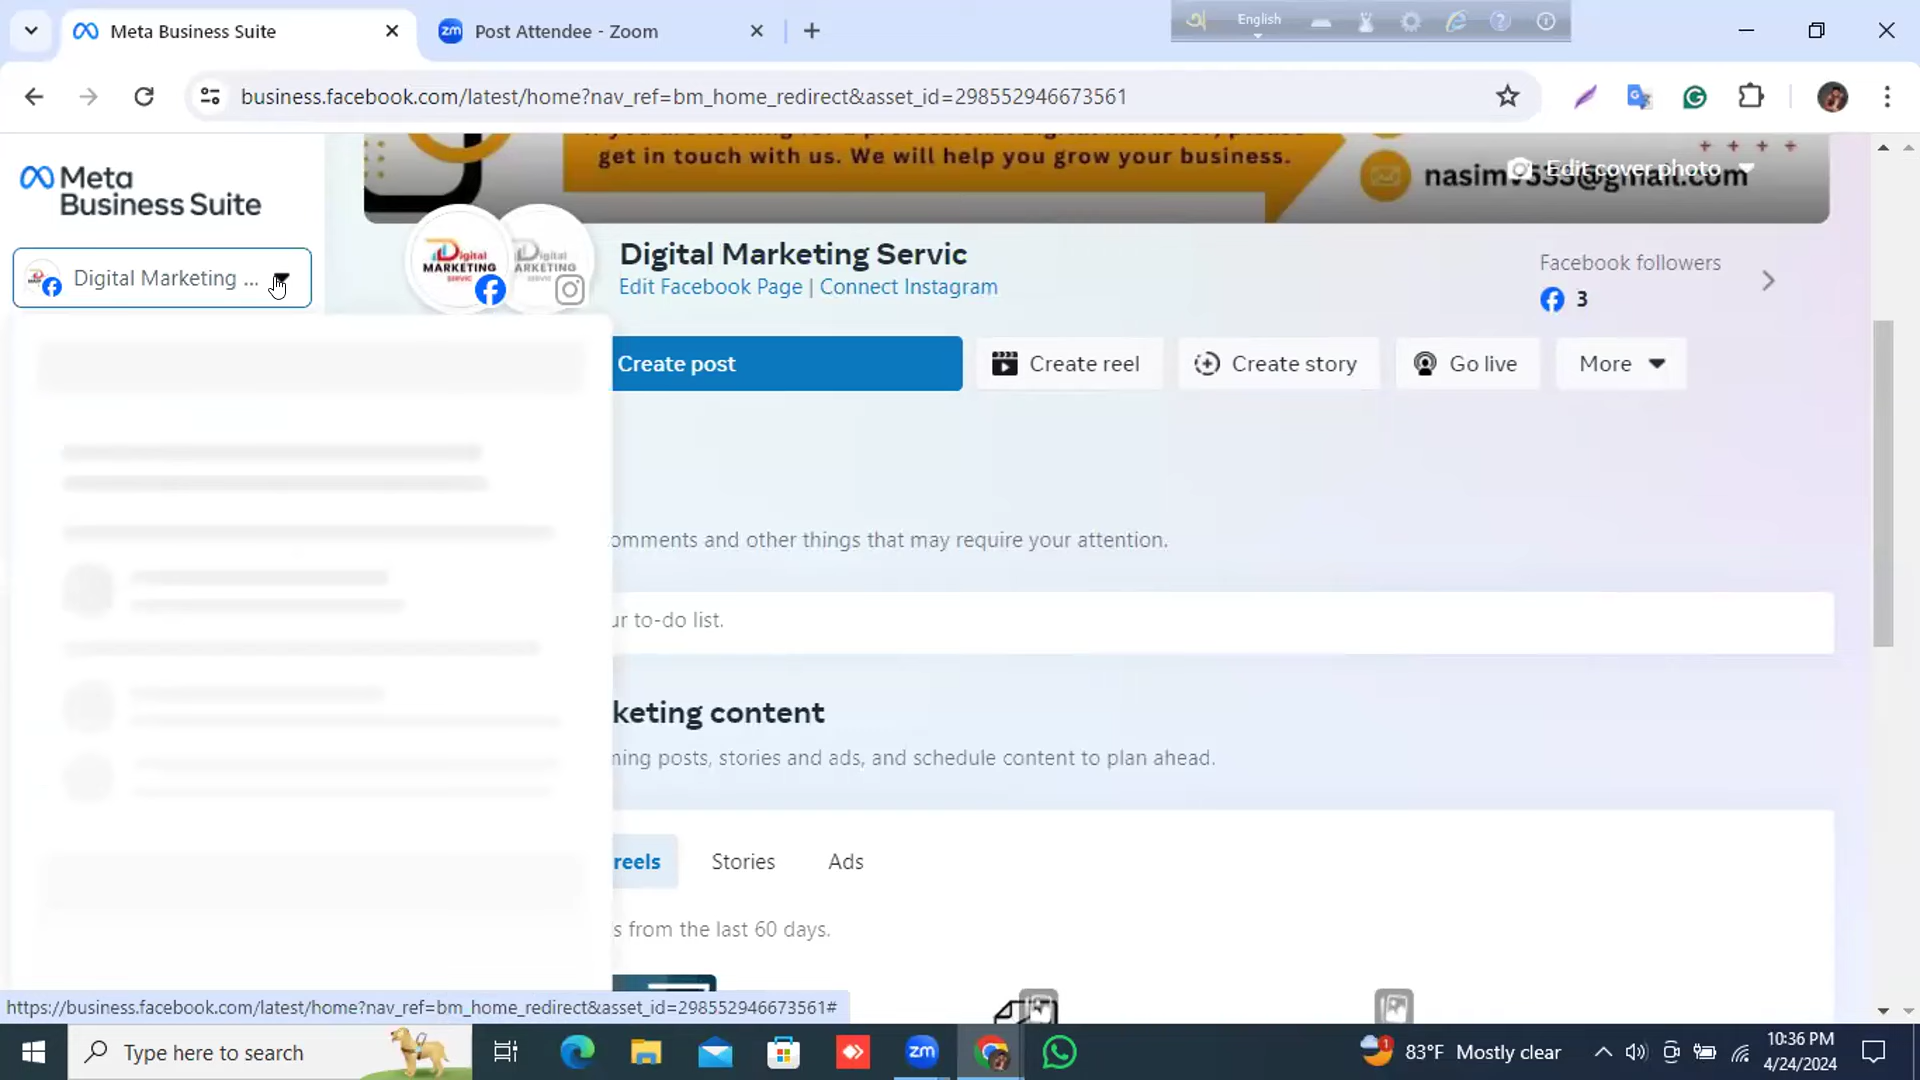 Meta Business Suite
Post Attendee - Zoom
English
business.facebook.com/latest/home?nav_ref=bm_home_redirect&asset_id=298552946673561
Meta
Business Suite
get in touch with us. We will help you grow your business.
Edit cover photo
Digital Marketing ...
Digital
MARKETING
SERVIC
Digital Marketing Servic
Edit Facebook Page | Connect Instagram
Facebook followers
3
Create post
Create reel
Create story
Go live
More
omments and other things that may require your attention.
ur to-do list.
keting content
ning posts, stories and ads, and schedule content to plan ahead.
reels
Stories
Ads
s from the last 60 days.
https://business.facebook.com/latest/home?nav_ref=bm_home_redirect&asset_id=298552946673561#
Type here to search
zm
83°F Mostly clear
10:36 PM
4/24/2024